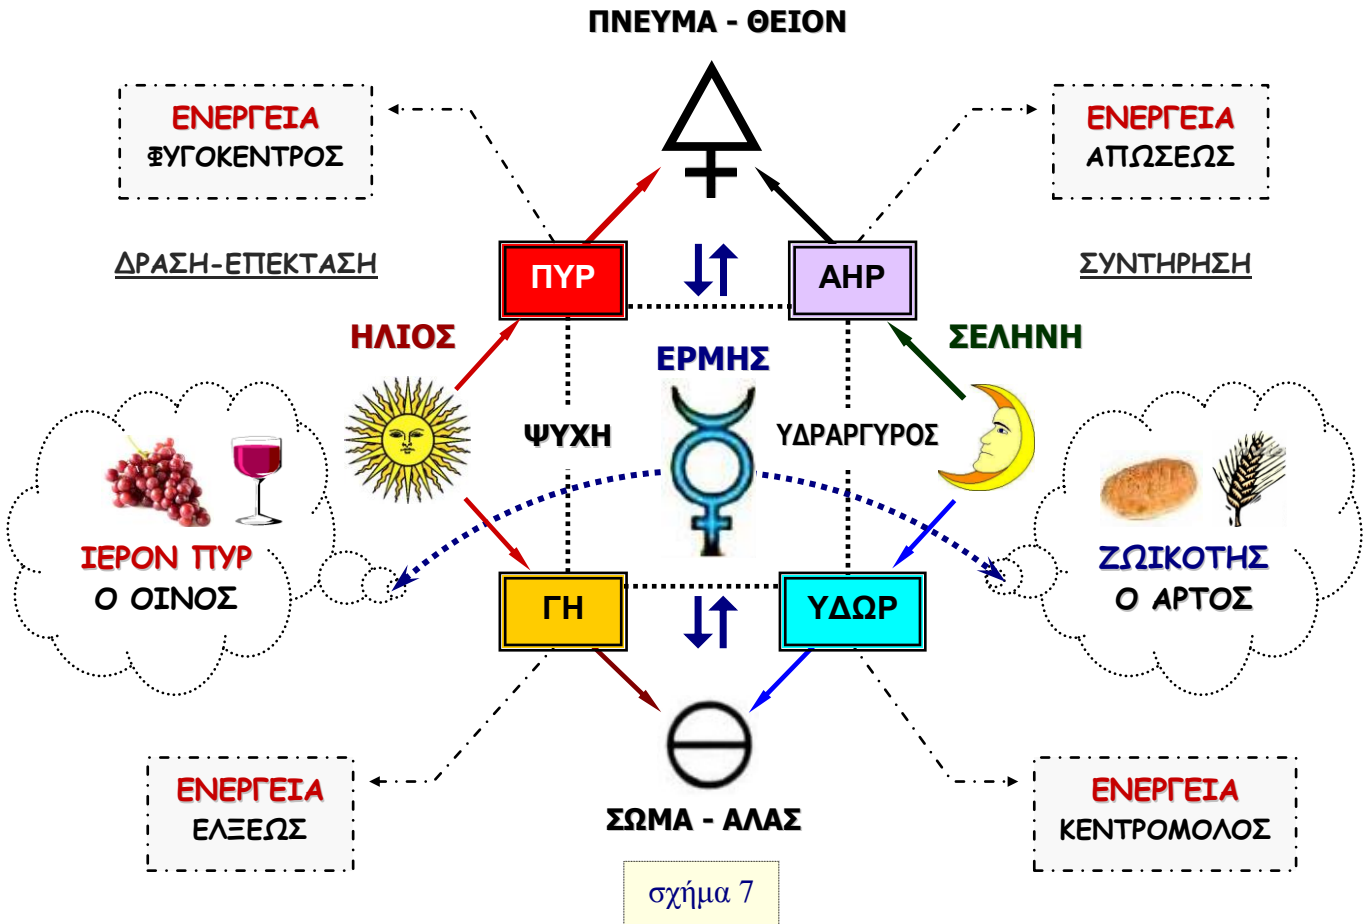 ΠΝΕΥΜΑ - ΘΕΙΟΝ
ΕΝΕΡΓΕΙΑ
ΦΥΓΟΚΕΝΤΡΟΣ
ΕΝΕΡΓΕΙΑ
ΑΠΩΣΕΩΣ
ΔΡΑΣΗ-ΕΠΕΚΤΑΣΗ
ΠΥΡ
ΑΗΡ
ΣΥΝΤΗΡΗΣΗ
ΗΛΙΟΣ
ΕΡΜΗΣ
ΣΕΛΗΝΗ
ΨΥΧΗ
ΥΔΡΑΡΓΥΡΟΣ
ΙΕΡΟΝ ΠΥΡ
Ο ΟΙΝΟΣ
ΖΩΙΚΟΤΗΣ
Ο ΑΡΤΟΣ
ΓΗ
ΥΔΩΡ
ΕΝΕΡΓΕΙΑ
ΕΛΞΕΩΣ
ΕΝΕΡΓΕΙΑ
ΚΕΝΤΡΟΜΟΛΟΣ
ΣΩΜΑ - ΑΛΑΣ
σχήμα 7